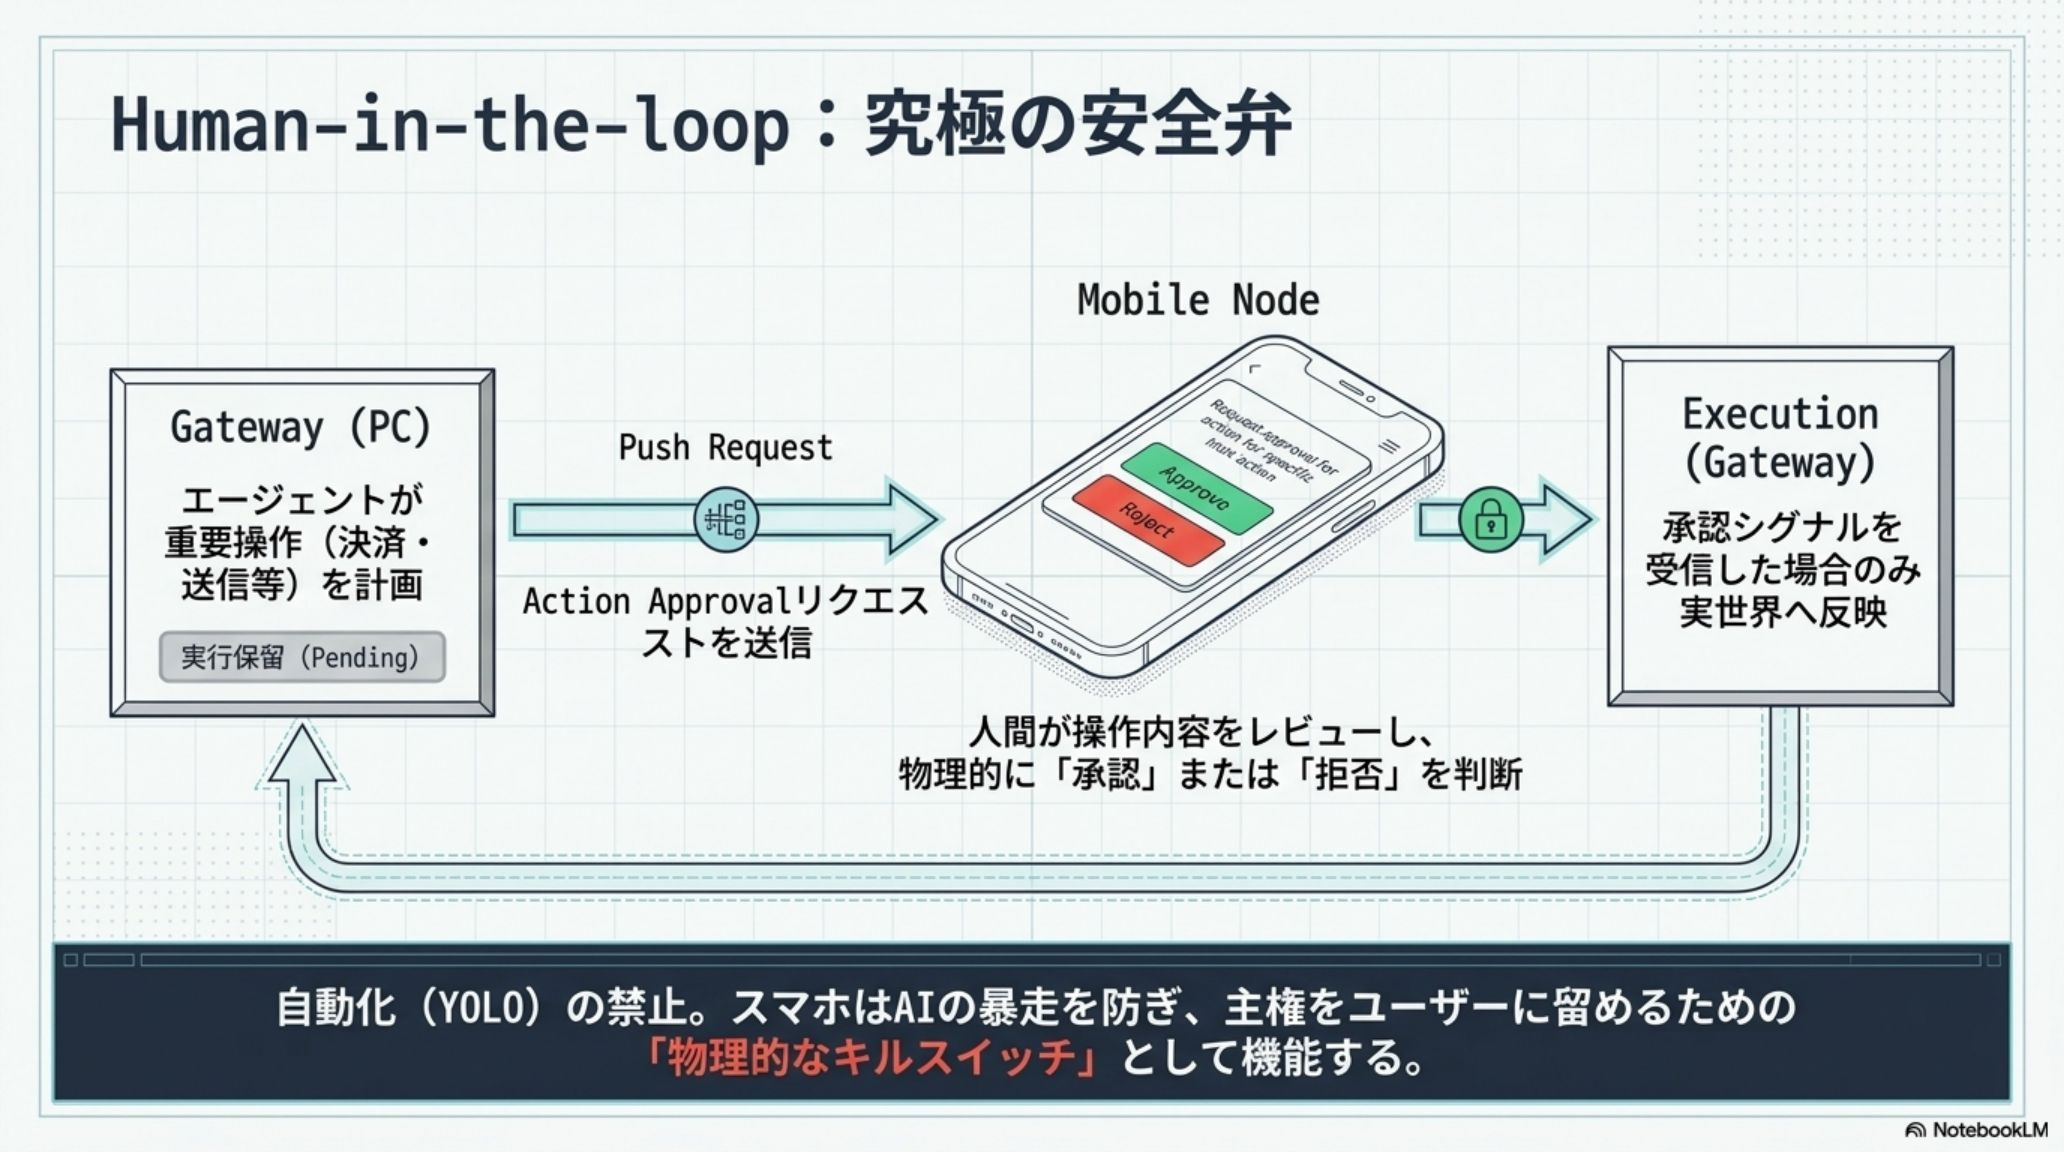 Human-in-the-loop：究極の安全弁
Gateway (PC)
エージェントが
重要操作（決済・
送信等）を計画
実行保留（Pending）
Push Request
Action Approvalリクエス
ストを送信
Mobile Node
action for
Approve
Reject
人間が操作内容をレビューし、
物理的に「承認」または「拒否」を判断
Execution
(Gateway)
承認シグナルを
受信した場合のみ
実世界へ反映
自動化（YOLO）の禁止。スマホはAIの暴走を防ぎ、主権をユーザーに留めるための
「物理的なキルスイッチ」として機能する。
NotebookLM